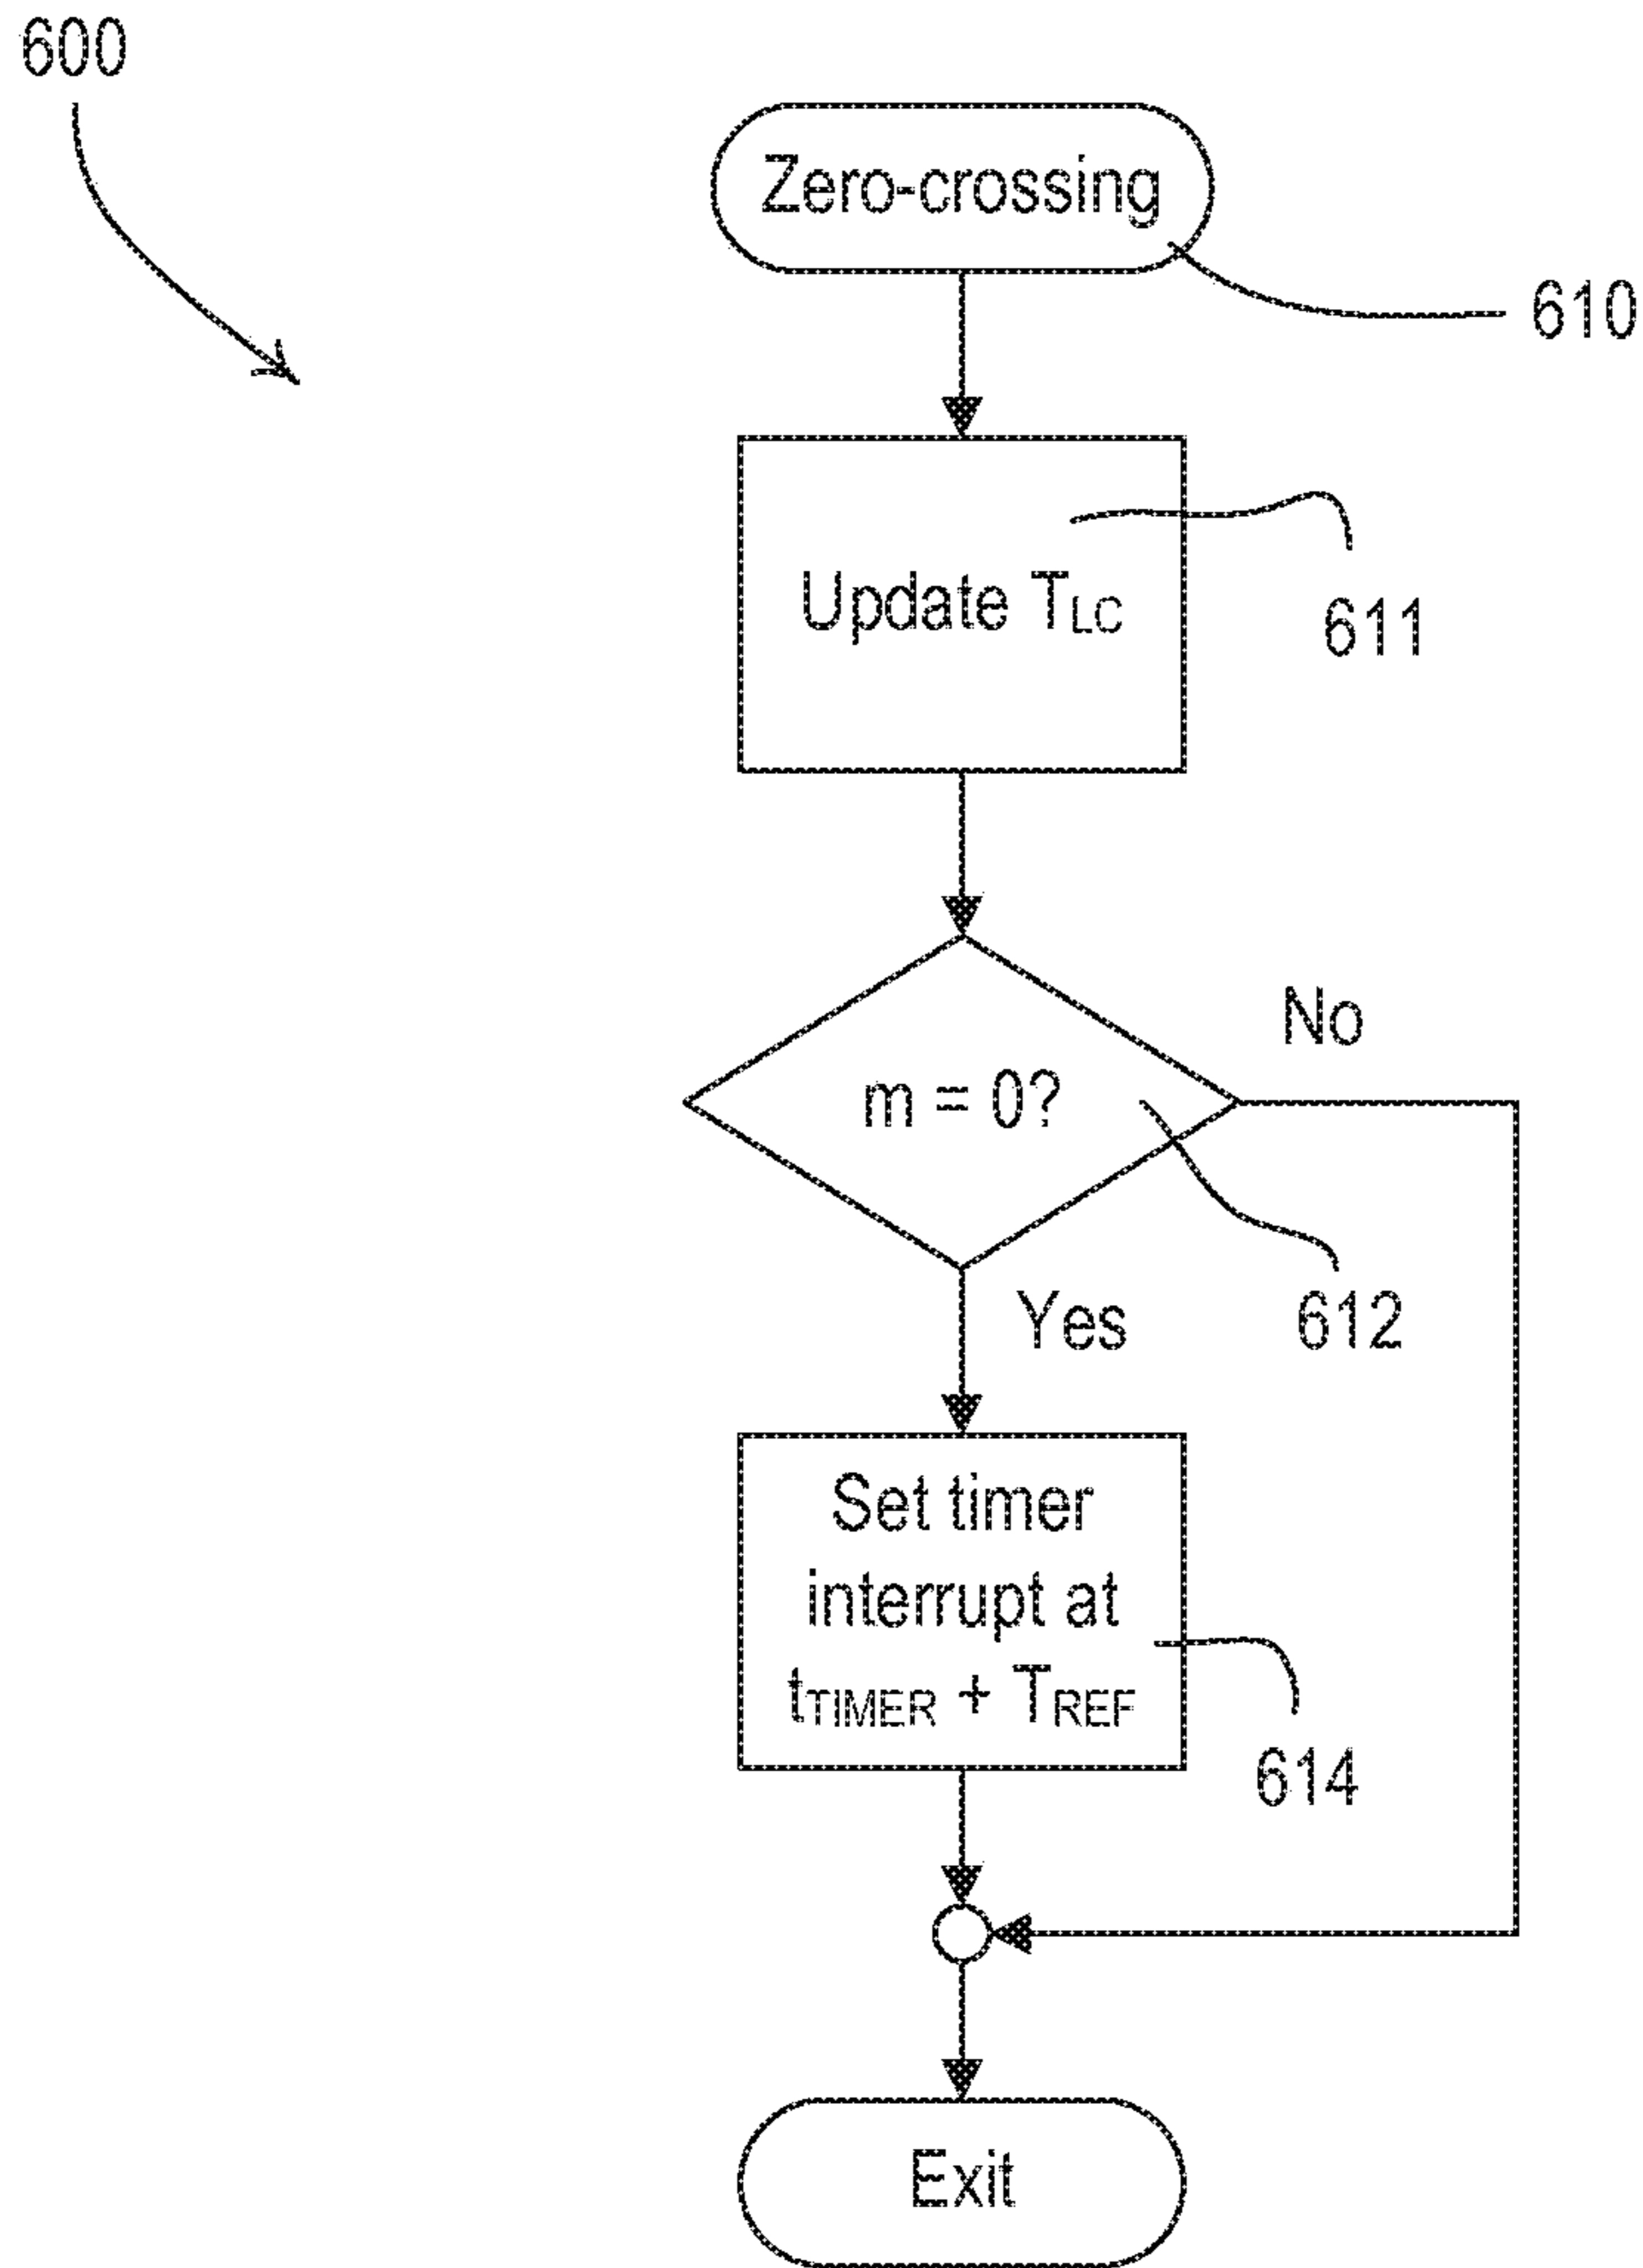 600
Zero-crossing
610
Update TLC
611
No
m = 0?
Yes
612
Set timer
interrupt at
tTIMER + TREF
614
Exit